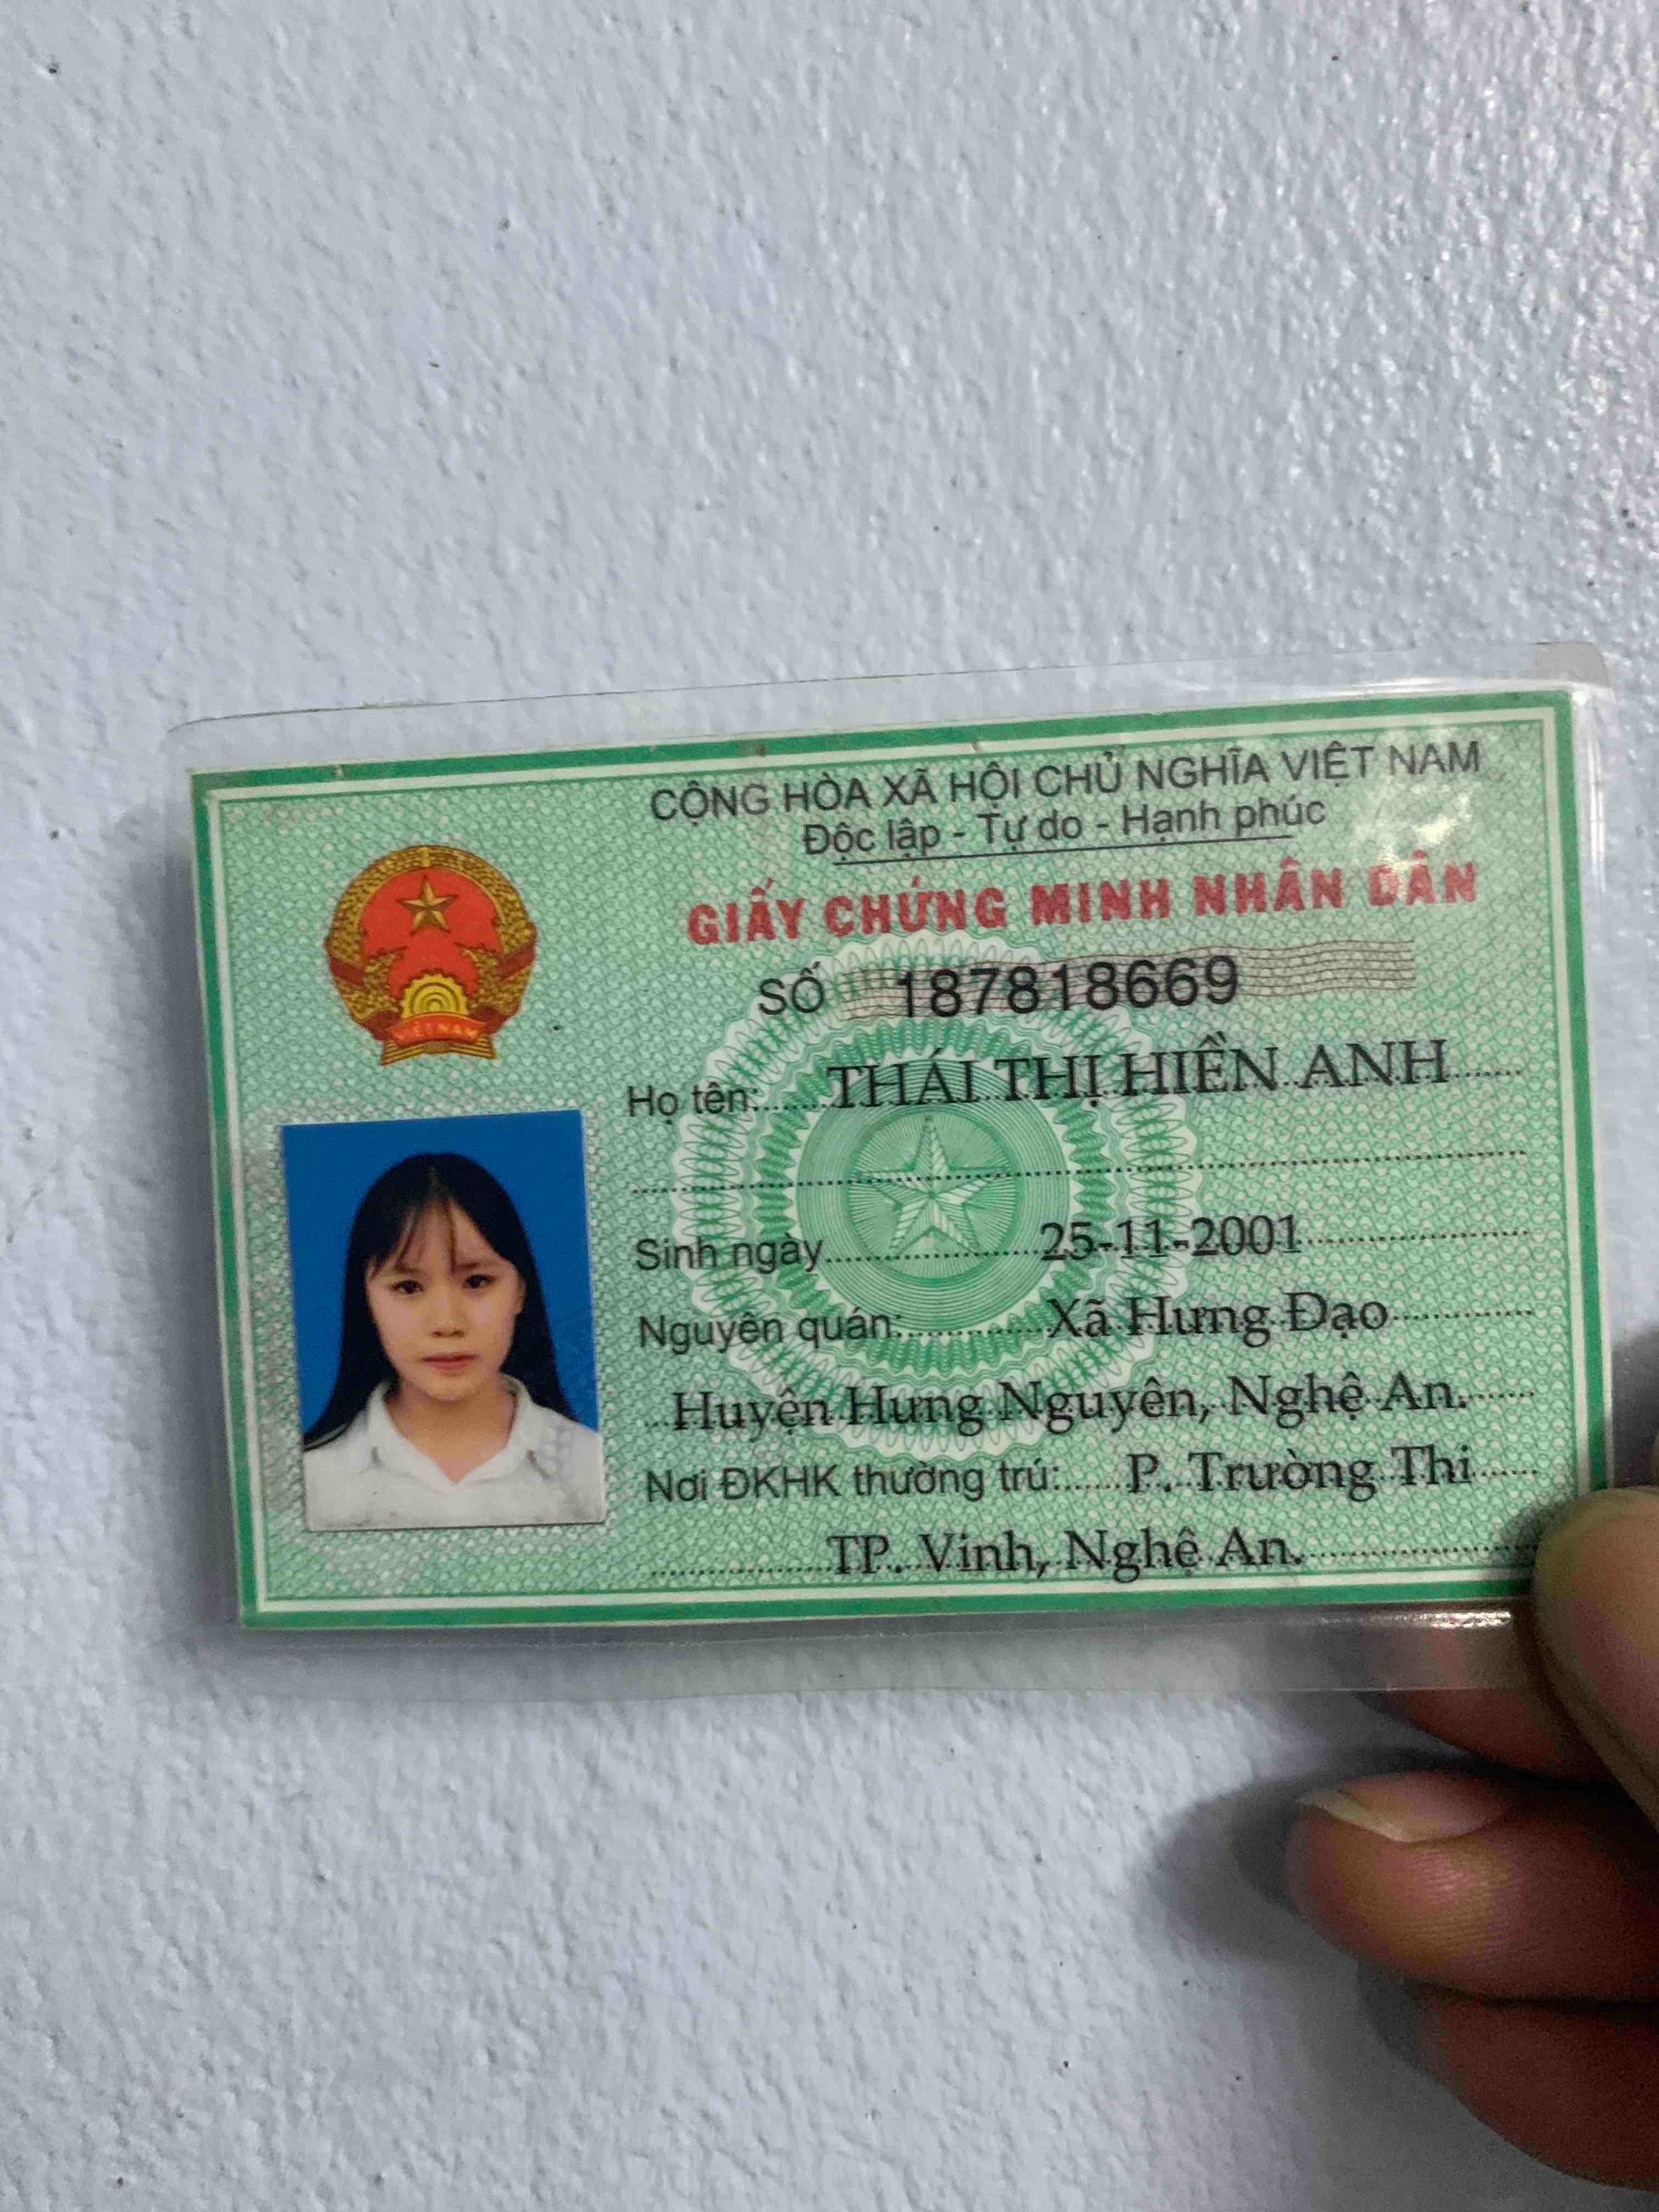 CỘNG HÒA XÃ HỘI CHỦ NGHĨA VIỆT NAM
Độc lập - Tự do - Hạnh phúc
GIẤY CHỨNG MINH NHÂN DÂN
SỐ 187818669
VIỆT NAM
Họ tên: THÁI THỊ HIỀN ANH
Sinh ngày 25-11-2001
Nguyên quán: Xã Hưng Đạo
Huyện Hưng Nguyên, Nghệ An.
Nơi ĐKHK thường trú: P. Trường Thi
TP. Vinh, Nghệ An.